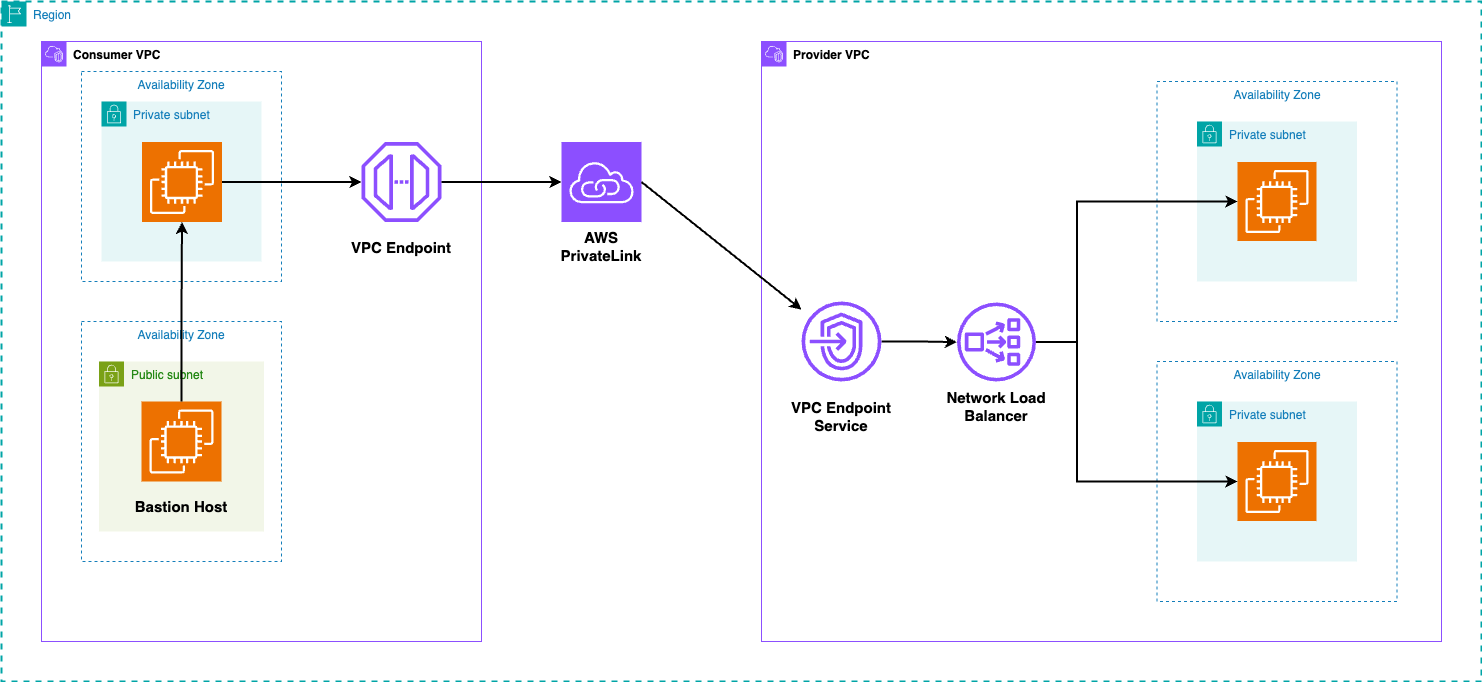 Region
Consumer VPC
Availability Zone
Private subnet
VPC Endpoint
Availability Zone
Public subnet
Bastion Host
AWS
PrivateLink
Provider VPC
VPC Endpoint
Service
Network Load
Balancer
Availability Zone
Private subnet
Availability Zone
Private subnet